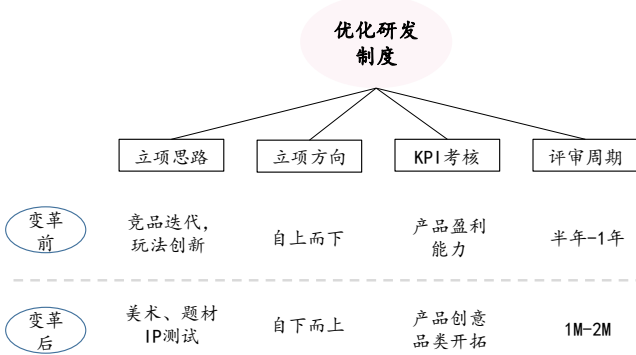 优化研发
制度
立项思路
立项方向
KPI考核
评审周期
变革
前
竞品迭代，
玩法创新
自上而下
产品盈利
能力
半年-1年
变革
后
美术、题材
IP测试
自下而上
产品创意
品类开拓
1M-2M